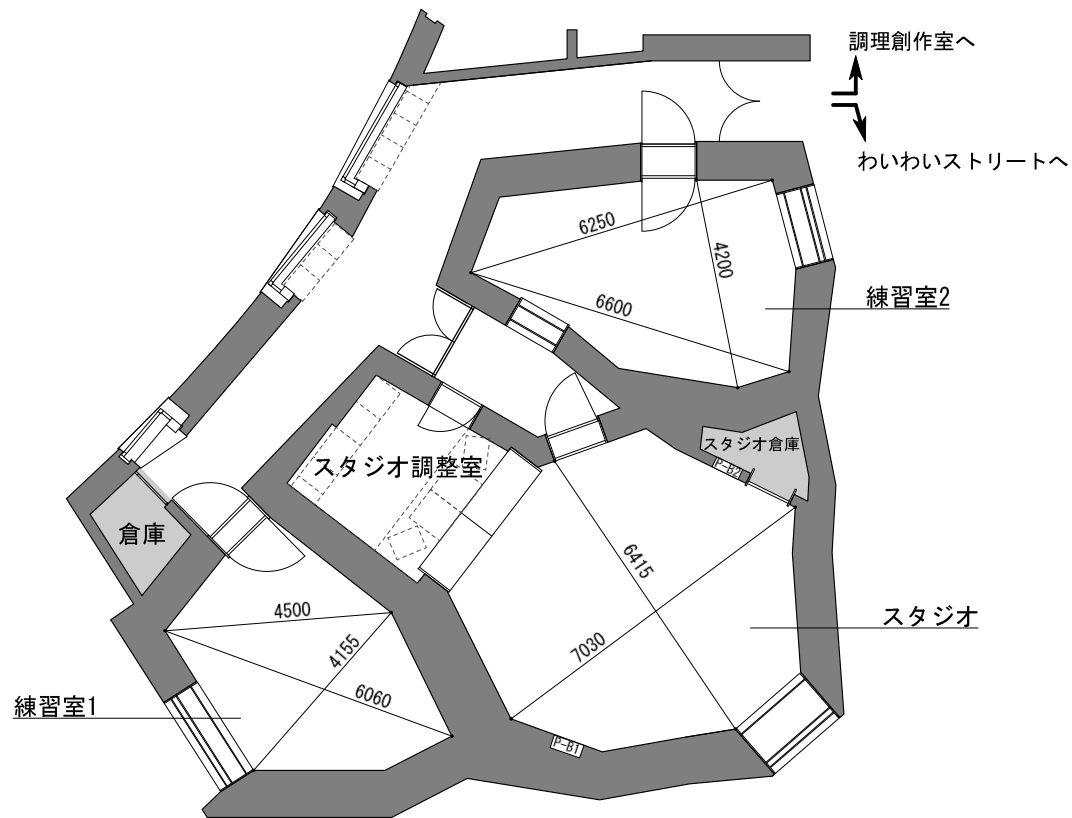 調理創作室へ
わいわいストリートへ
6250
4200
6600
練習室2
スタジオ倉庫
P-B2
スタジオ調整室
倉庫
6415
7030
スタジオ
4500
4155
6060
練習室1
P-B1